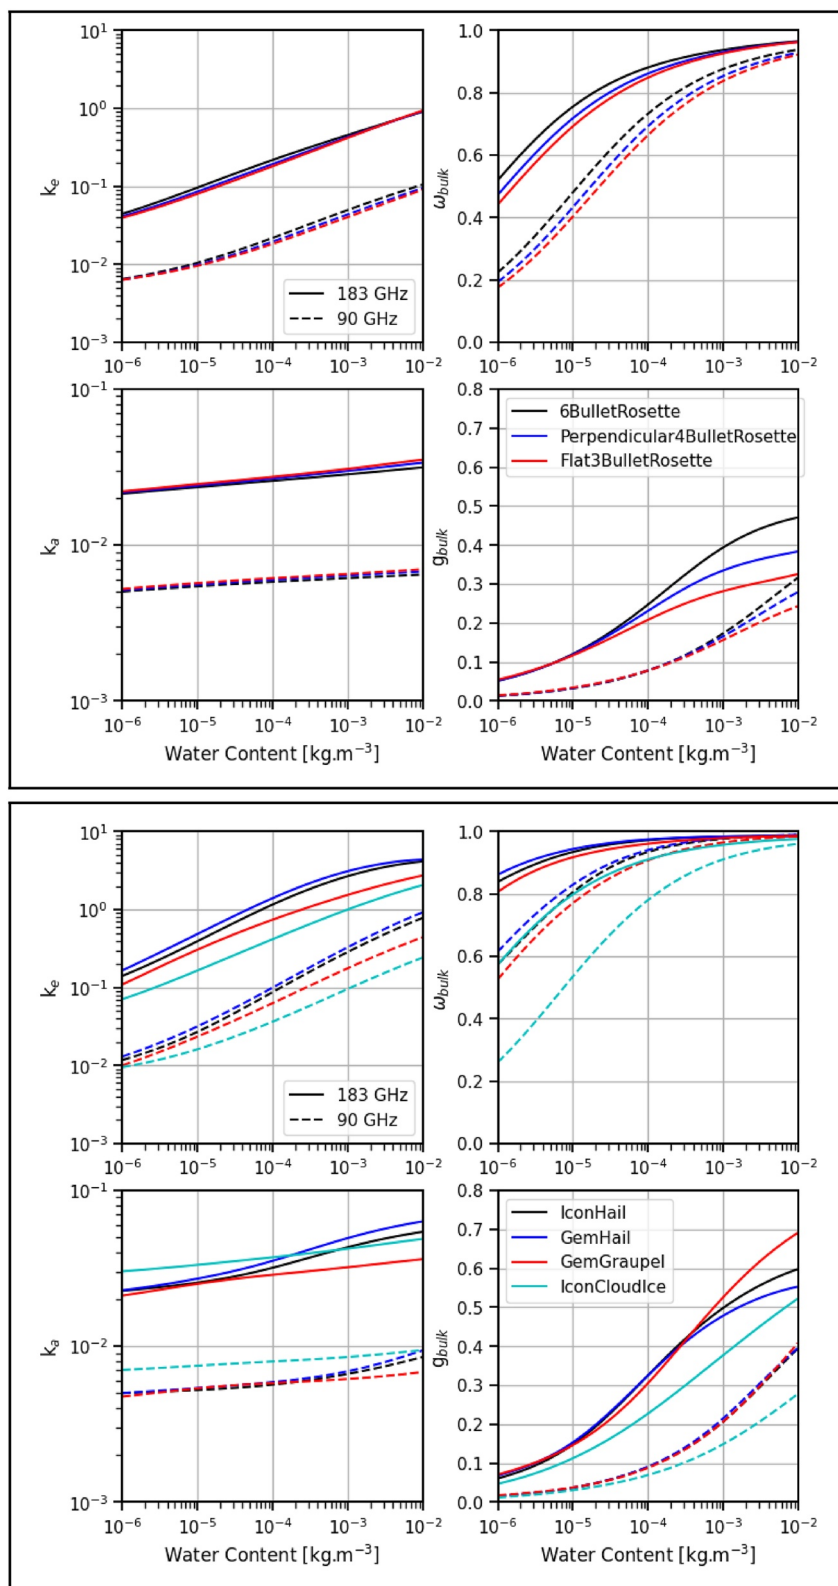 10¹
10⁰
10⁻¹
10⁻²
10⁻³
kₑ
183 GHz
90 GHz
10⁻⁶ 10⁻⁵ 10⁻⁴ 10⁻³ 10⁻²
1.0
0.8
0.6
0.4
0.2
0.0
ω_bulk
10⁻⁶ 10⁻⁵ 10⁻⁴ 10⁻³ 10⁻²
10⁻¹
10⁻²
10⁻³
kₐ
10⁻⁶ 10⁻⁵ 10⁻⁴ 10⁻³ 10⁻²
Water Content [kg.m⁻³]
0.8
0.7
0.6
0.5
0.4
0.3
0.2
0.1
0.0
g_bulk
6BulletRosette
Perpendicular4BulletRosette
Flat3BulletRosette
10⁻⁶ 10⁻⁵ 10⁻⁴ 10⁻³ 10⁻²
Water Content [kg.m⁻³]
10¹
10⁰
10⁻¹
10⁻²
10⁻³
kₑ
183 GHz
90 GHz
10⁻⁶ 10⁻⁵ 10⁻⁴ 10⁻³ 10⁻²
1.0
0.8
0.6
0.4
0.2
0.0
ω_bulk
10⁻⁶ 10⁻⁵ 10⁻⁴ 10⁻³ 10⁻²
10⁻¹
10⁻²
10⁻³
kₐ
10⁻⁶ 10⁻⁵ 10⁻⁴ 10⁻³ 10⁻²
Water Content [kg.m⁻³]
0.8
0.7
0.6
0.5
0.4
0.3
0.2
0.1
0.0
g_bulk
IconHail
GemHail
GemGraupel
IconCloudIce
10⁻⁶ 10⁻⁵ 10⁻⁴ 10⁻³ 10⁻²
Water Content [kg.m⁻³]